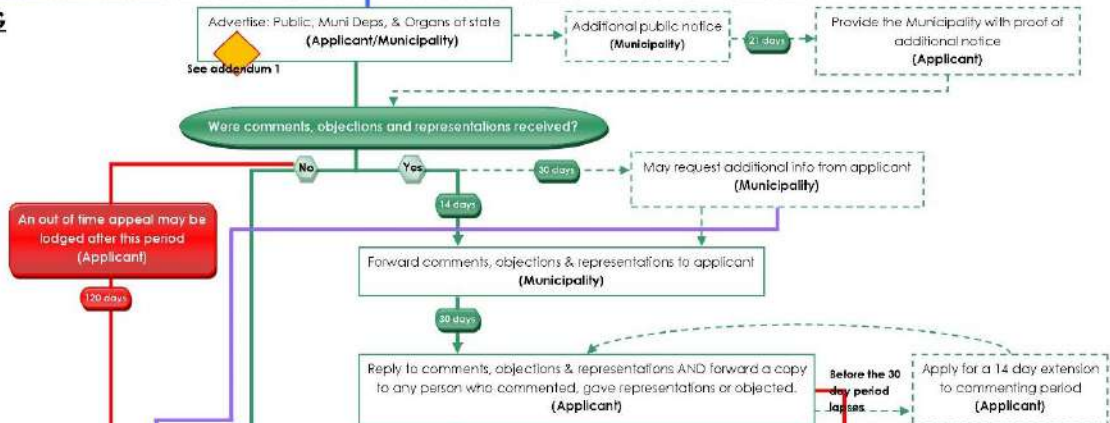 G
Advertise: Public, Muni Deps, & Organs of state
(Applicant/Municipality)
See addendum 1
Additional public notice
(Municipality)
21 days
Provide the Municipality with proof of
additional notice
(Applicant)
Were comments, objections and representations received?
No
Yes
30 days
May request additional info from applicant
(Municipality)
14 days
An out of time appeal may be
lodged after this period
(Applicant)
120 days
Forward comments, objections & representations to applicant
(Municipality)
30 days
Reply to comments, objections & representations AND forward a copy
to any person who commented, gave representations or objected.
(Applicant)
Before the 30
day period
lapses
Apply for a 14 day extension
to commenting period
(Applicant)